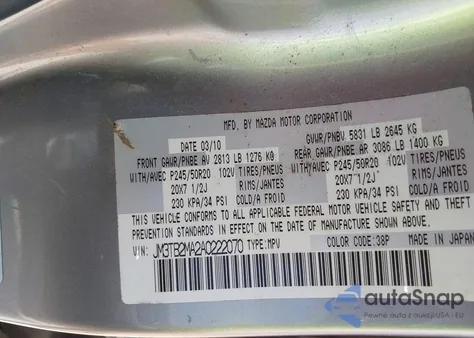 MFD. BY MAZDA MOTOR CORPORATION
DATE 03/10 GVWR/PNBV 5831 LB 2645 KG
FRONT GAWR/PNBE AV 2813 LB 1276 KG REAR GAWR/PNBE AR 3086 LB 1400 KG
WITH/AVEC P245/50R20 102V TIRES/PNEUS WITH/AVEC P245/50R20 102V TIRES/PNEUS
20X7 1/2J RIMS/JANTES 20X7 1/2J RIMS/JANTES
230 KPA/34 PSI COLD/A FROID 230 KPA/34 PSI COLD/A FROID
THIS VEHICLE CONFORMS TO ALL APPLICABLE FEDERAL MOTOR VEHICLE SAFETY AND THEFT
PREVENTION STANDARDS IN EFFECT ON THE DATE OF MANUFACTURE SHOWN ABOVE.
VIN: JM3TB2MA2A0222070 TYPE:MPV COLOR CODE:38P MADE IN JAPAN
autoSnap
Pewne auta z aukcji USA - EU